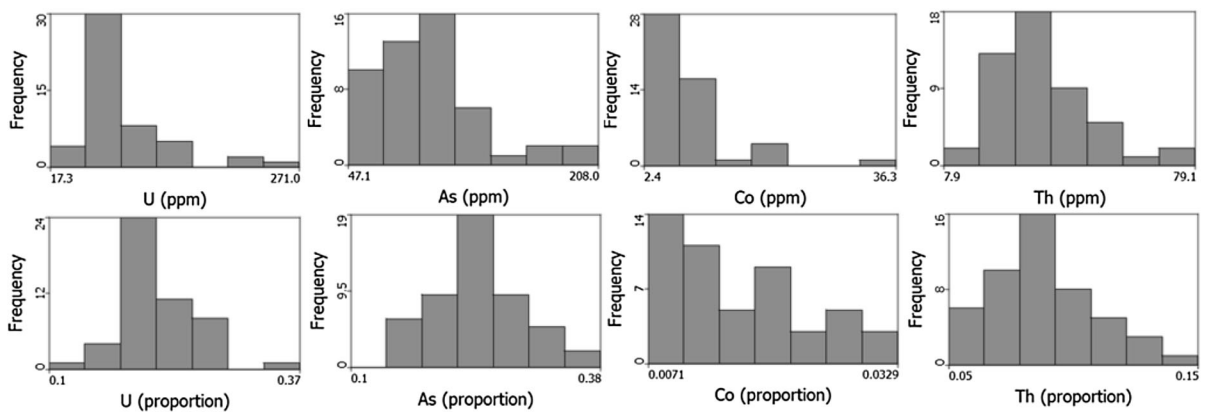 Frequency
30
15
0
17.3 271.0
U (ppm)
Frequency
16
8
0
47.1 208.0
As (ppm)
Frequency
28
14
0
2.4 36.3
Co (ppm)
Frequency
18
9
0
7.9 79.1
Th (ppm)
Frequency
24
12
0
0.1 0.37
U (proportion)
Frequency
19
9.5
0
0.1 0.38
As (proportion)
Frequency
14
7
0
0.0071 0.0329
Co (proportion)
Frequency
16
8
0
0.05 0.15
Th (proportion)